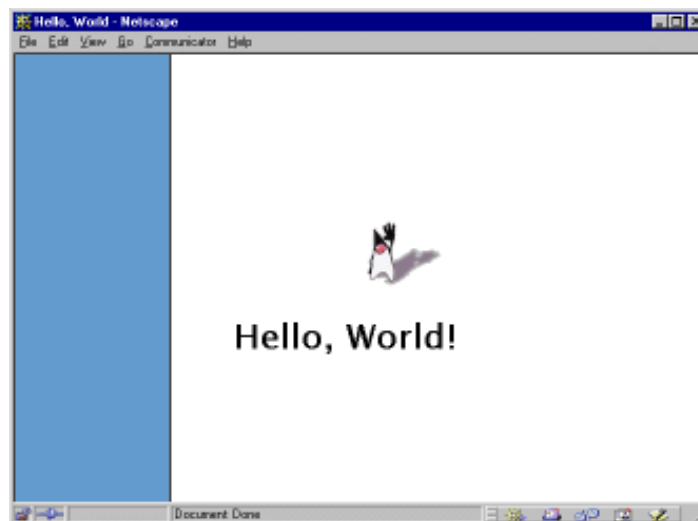 Hello, World - Netscape
File Edit View Go Communicator Help
Hello, World!
Document Done